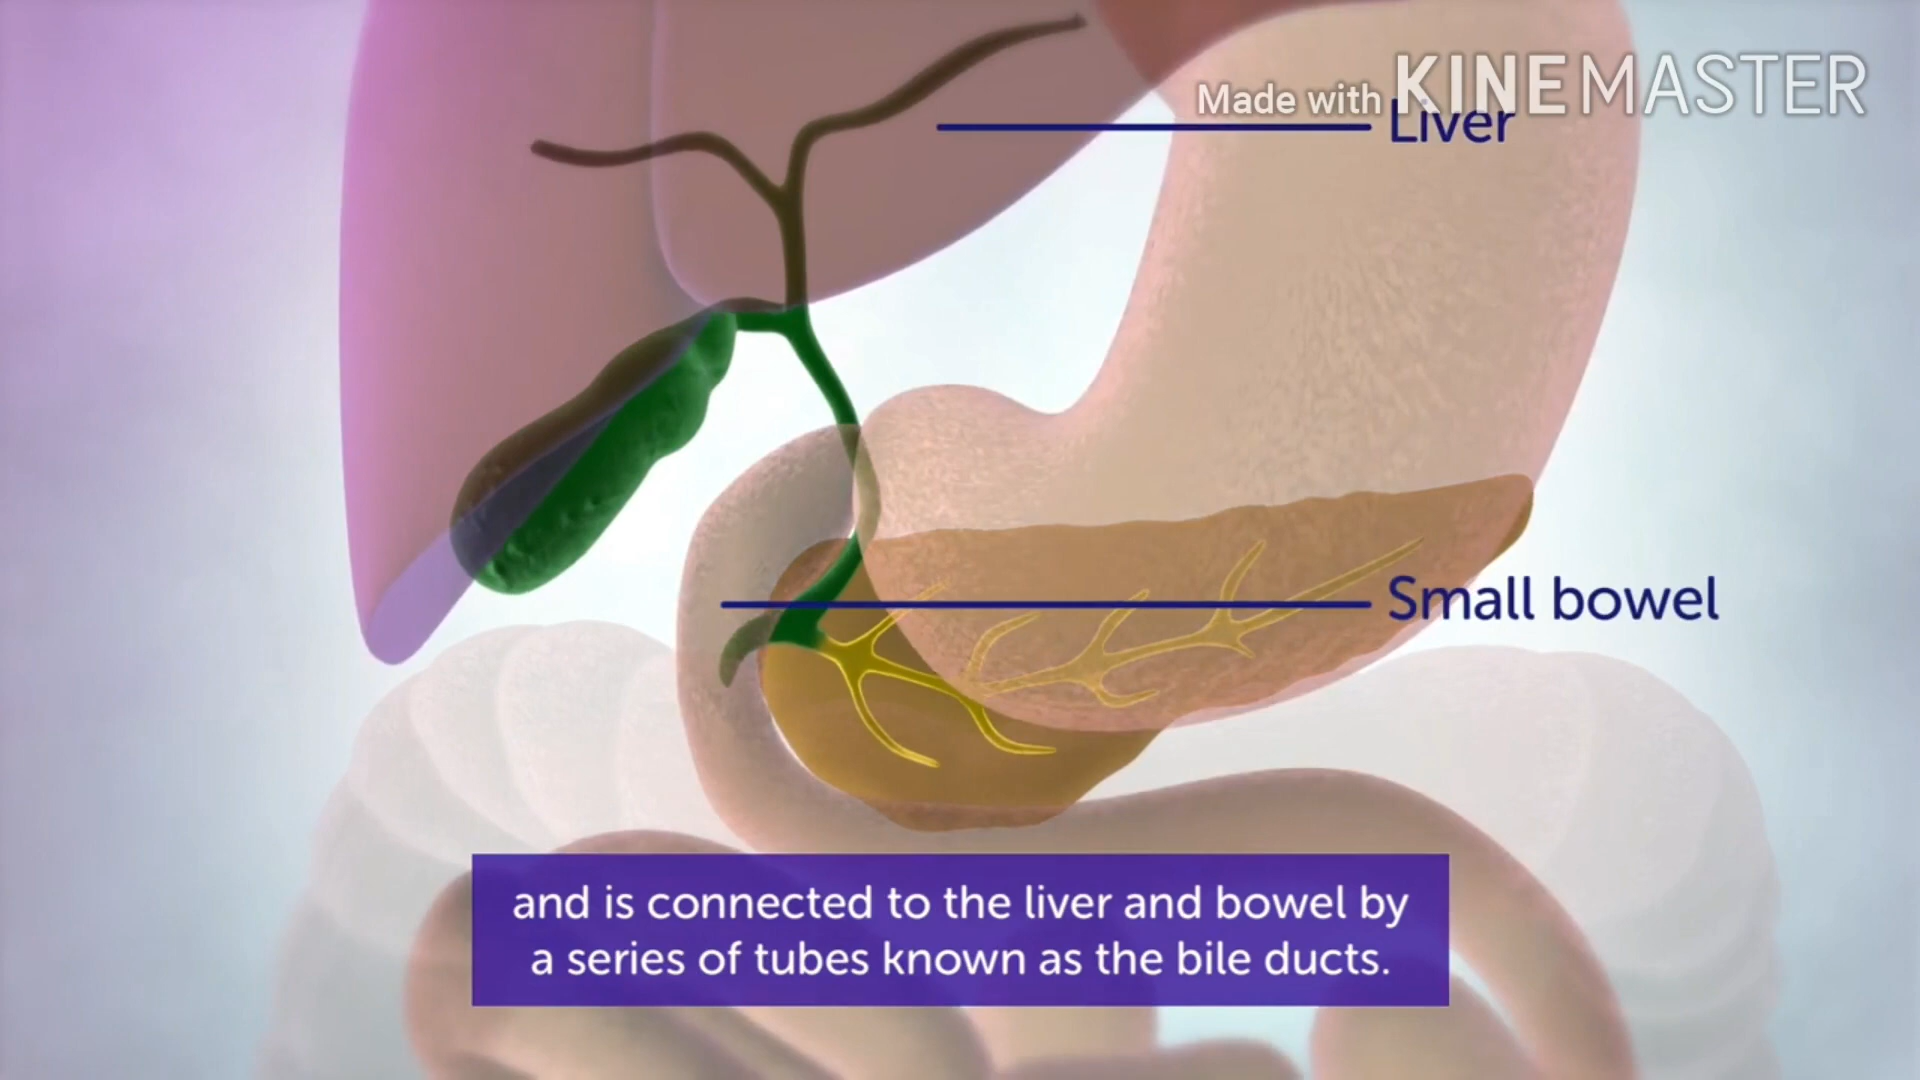 Made with KINEMASTER
Liver
Small bowel
and is connected to the liver and bowel by
a series of tubes known as the bile ducts.